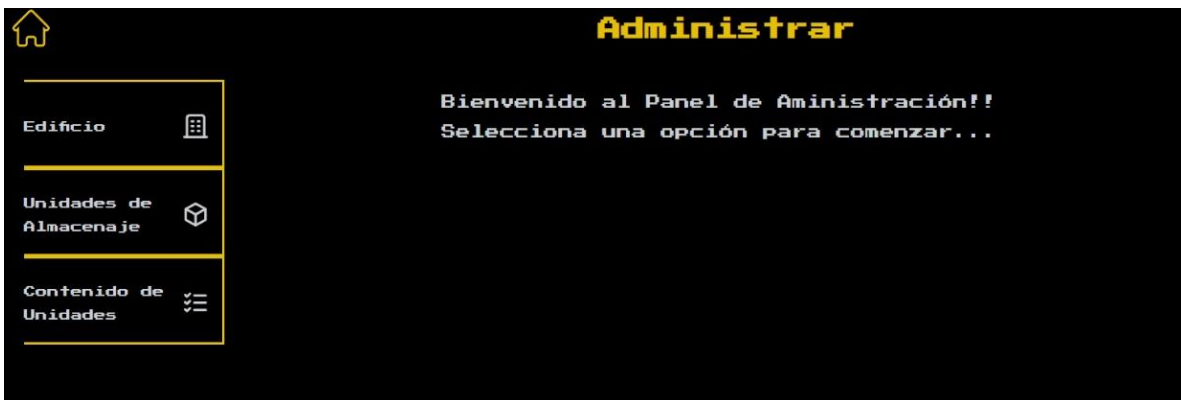 Administrar
Bienvenido al Panel de Aministración!!
Selecciona una opción para comenzar...
Edificio
Unidades de
Almacenaje
Contenido de
Unidades